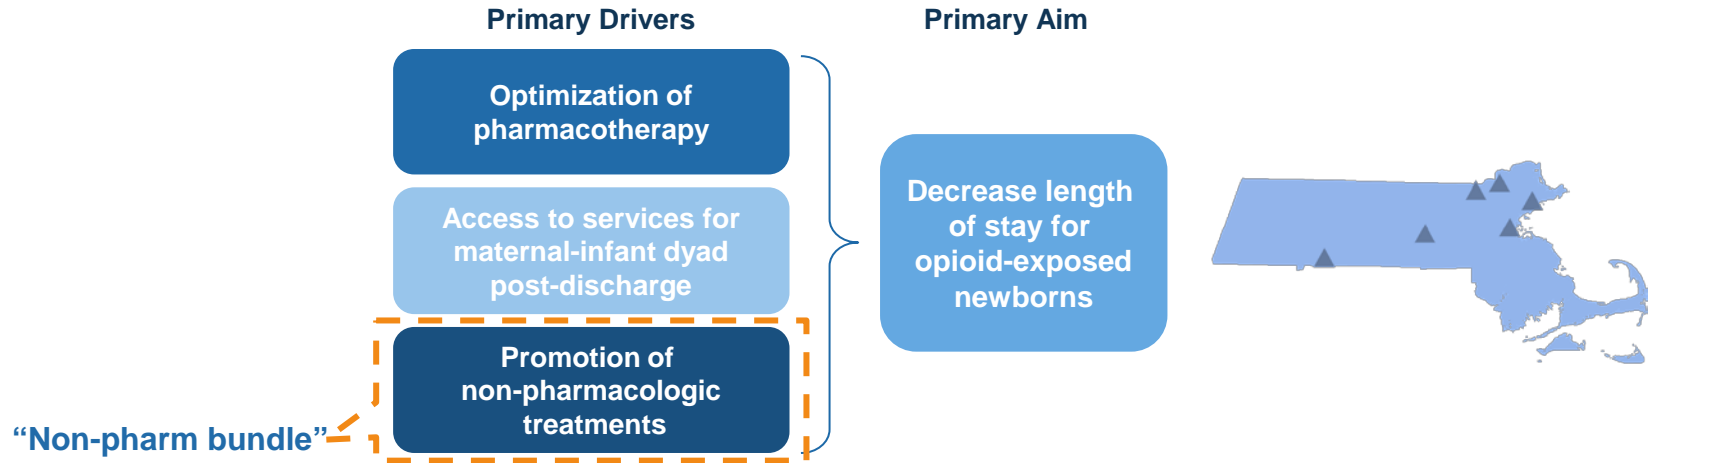 Primary Drivers
Primary Aim
Optimization of
pharmacotherapy
Access to services for
maternal-infant dyad
post-discharge
Promotion of
non-pharmacologic
treatments
“Non-pharm bundle”
Decrease length
of stay for
opioid-exposed
newborns